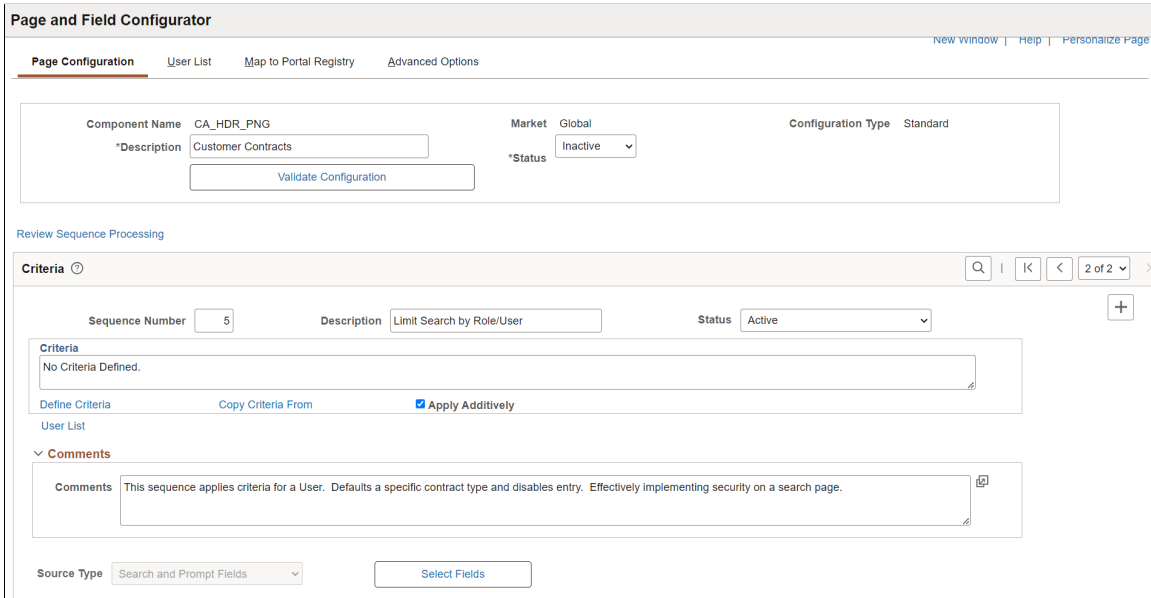 Page and Field Configurator
New Window | Help | Personalize Page
Page Configuration User List Map to Portal Registry Advanced Options
Component Name CA_HDR_PNG Market Global Configuration Type Standard
*Description Customer Contracts *Status Inactive
Validate Configuration
Review Sequence Processing
Criteria 2 of 2
Sequence Number 5 Description Limit Search by Role/User Status Active
Criteria
No Criteria Defined.
Define Criteria Copy Criteria From Apply Additively
User List
Comments
Comments This sequence applies criteria for a User. Defaults a specific contract type and disables entry. Effectively implementing security on a search page.
Source Type Search and Prompt Fields Select Fields